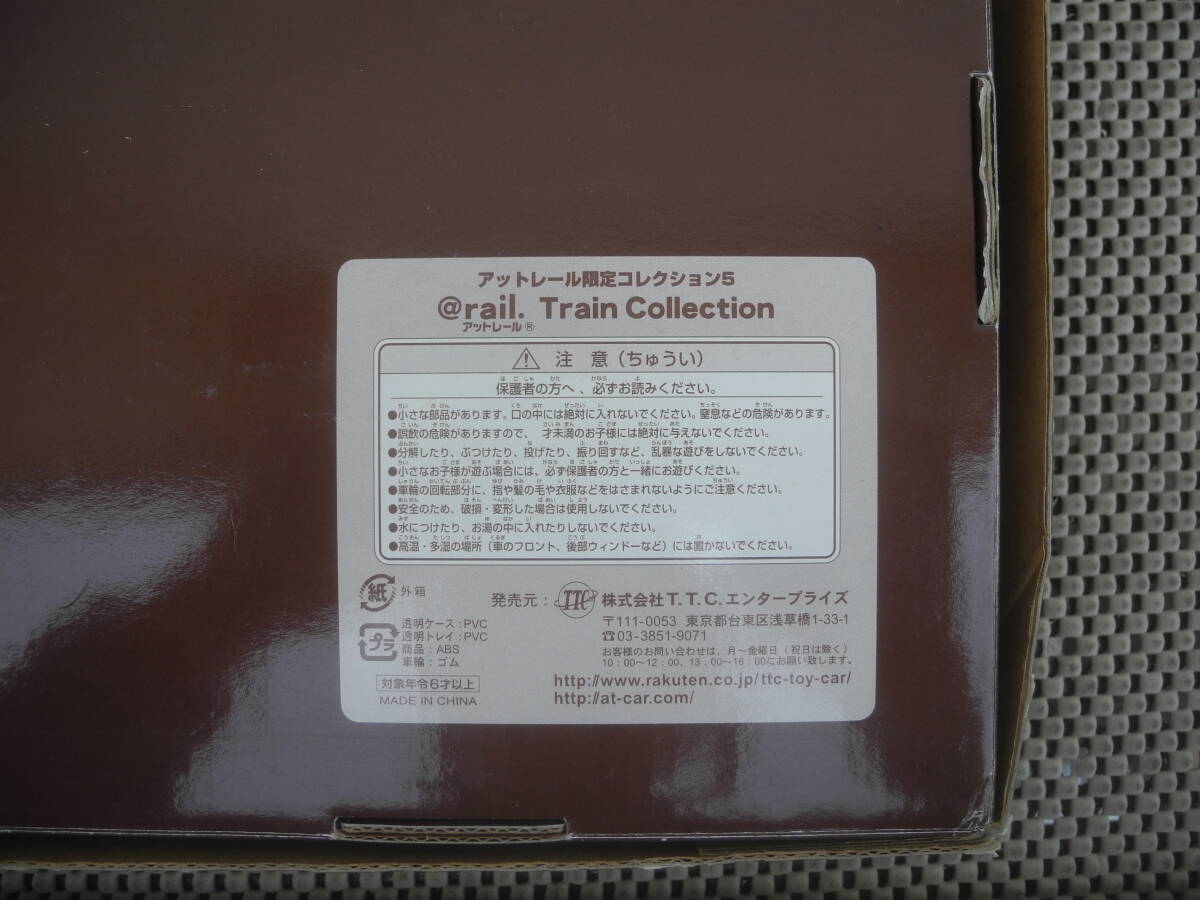 アットレール限定コレクション5
@rail. Train Collection
アットレール®
⚠ 注 意（ちゅうい）
保護者の方へ、必ずお読みください。
●小さな部品があります。口の中には絶対に入れないでください。窒息などの危険があります。
●誤飲の危険がありますので、 才未満のお子様には絶対に与えないでください。
●分解したり、ぶつけたり、投げたり、振り回すなど、乱暴な遊びをしないでください。
●小さなお子様が遊ぶ場合には、必ず保護者の方と一緒にお遊びください。
●車輪の回転部分に、指や髪の毛や衣服などをはさまれないようにご注意ください。
●安全のため、破損・変形した場合は使用しないでください。
●水につけたり、お湯の中に入れたりしないでください。
●高温・多湿の場所（車のフロント、後部ウィンドーなど）には置かないでください。
紙 外箱
プラ
透明ケース：PVC
透明トレイ：PVC
商品：ABS
車輪：ゴム
対象年令6才以上
MADE IN CHINA
発売元： TTC 株式会社T.T.C.エンタープライズ
〒111-0053 東京都台東区浅草橋1-33-1
☎03-3851-9071
お客様のお問い合わせは、月〜金曜日（祝日は除く）
10：00〜12：00、13：00〜16：00にお願い致します。
http://www.rakuten.co.jp/ttc-toy-car/
http://at-car.com/